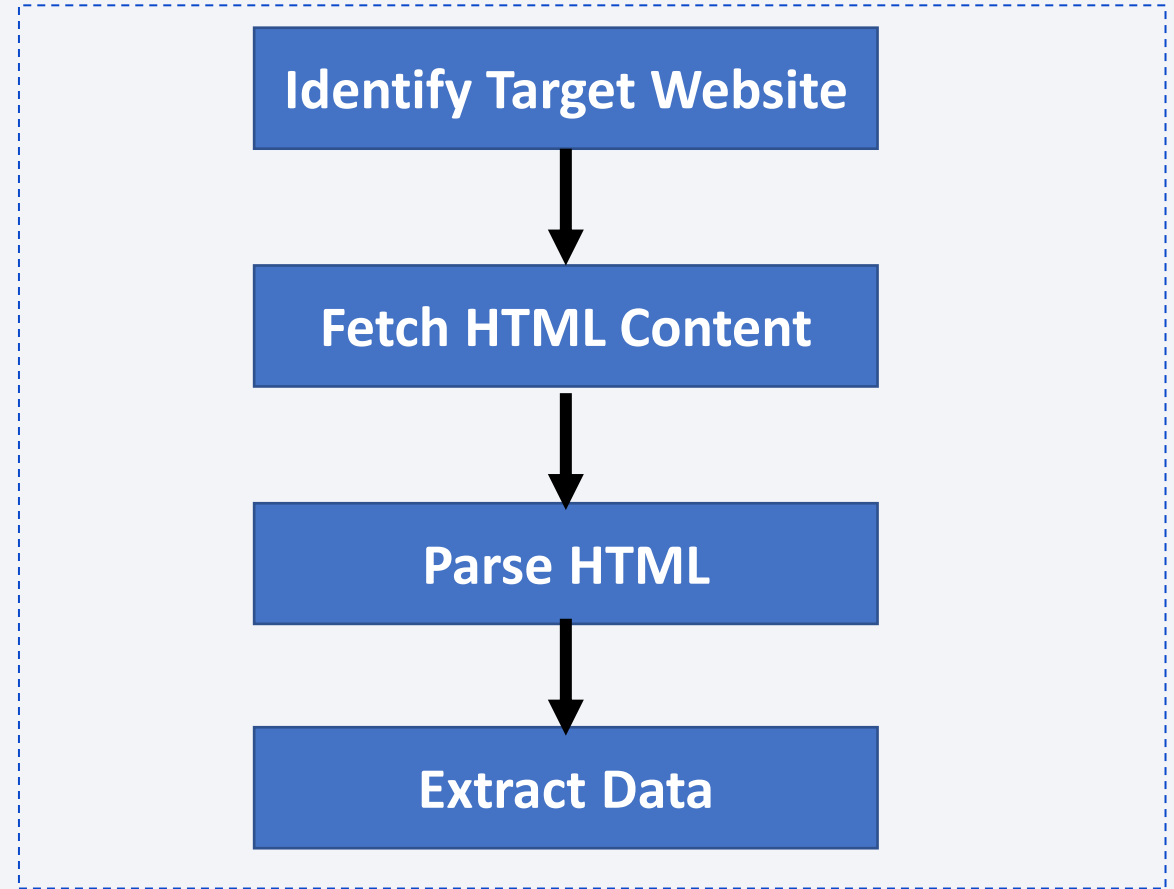 Identify Target Website
Fetch HTML Content
Parse HTML
Extract Data